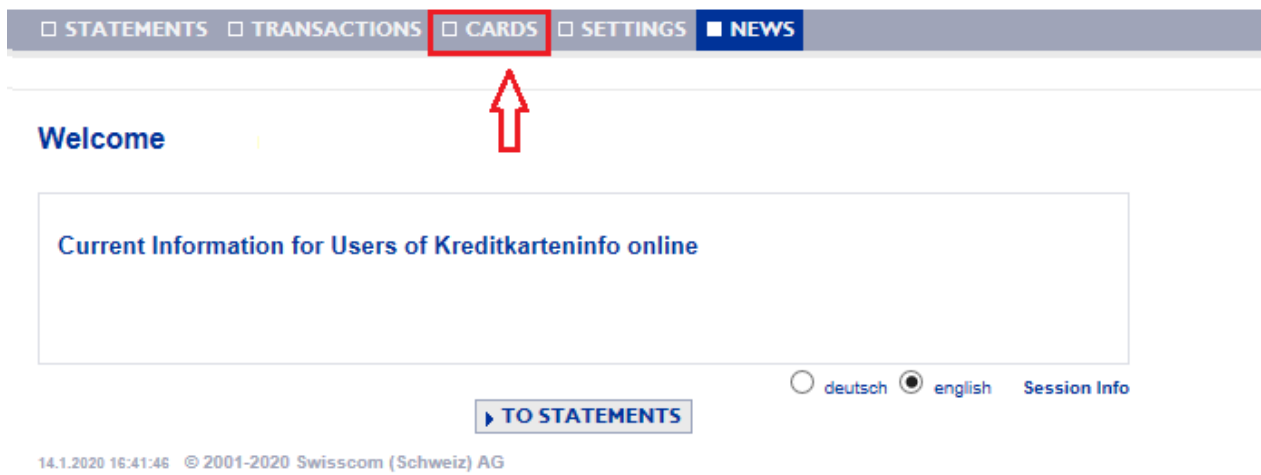 STATEMENTS TRANSACTIONS CARDS SETTINGS NEWS
Welcome
Current Information for Users of Kreditkarteninfo online
deutsch english Session Info
TO STATEMENTS
14.1.2020 16:41:46 © 2001-2020 Swisscom (Schweiz) AG